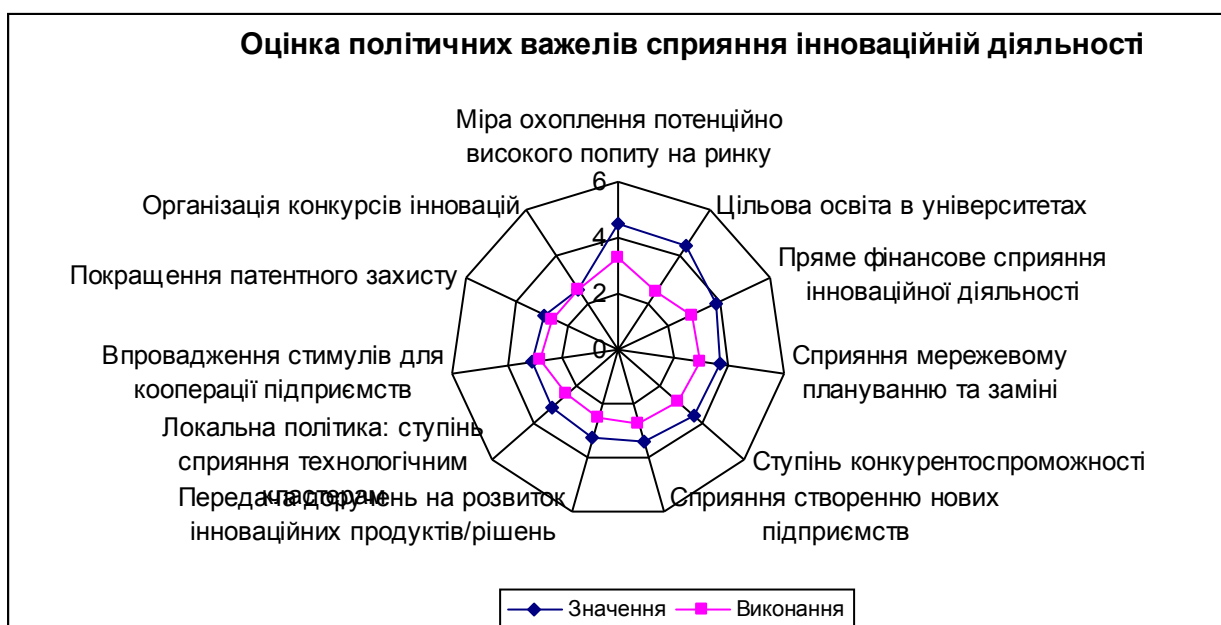 Оцінка політичних важелів сприяння інноваційній діяльності
Міра охоплення потенційно
високого попиту на ринку
Цільова освіта в університетах
Пряме фінансове сприяння
інноваційної діяльності
Сприяння мережевому
плануванню та заміні
Ступінь конкурентоспроможності
Сприяння створенню нових
підприємств
Передача доручень на розвиток
інноваційних продуктів/рішень
Локальна політика: ступінь
сприяння технологічним
кластерам
Впровадження стимулів для
кооперації підприємств
Покращення патентного захисту
Організація конкурсів інновацій
6
4
2
0
Значення
Виконання